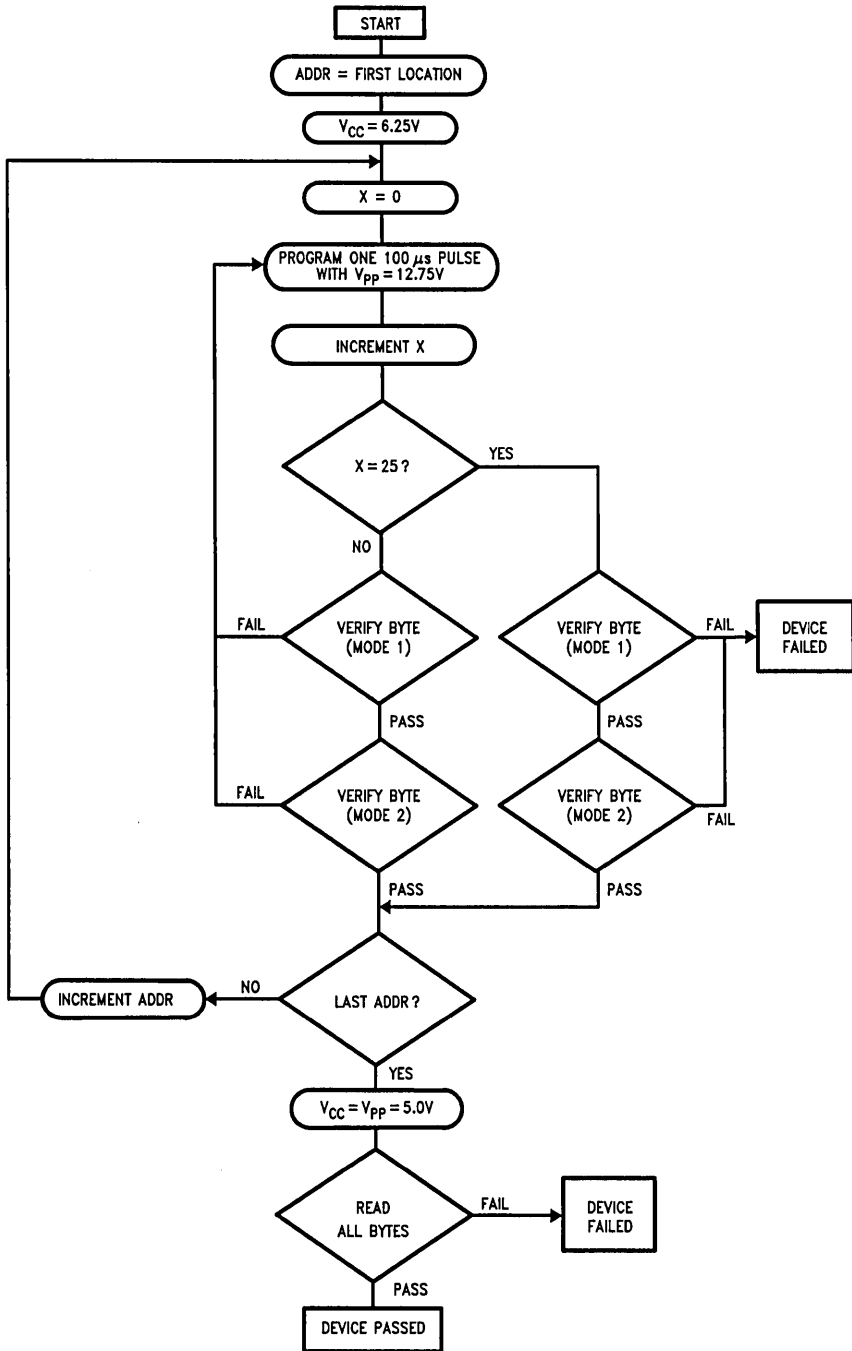 START
ADDR = FIRST LOCATION
VCC = 6.25V
X = 0
PROGRAM ONE 100 μs PULSE
WITH VPP = 12.75V
INCREMENT X
X = 25?
YES
NO
FAIL
VERIFY BYTE
(MODE 1)
VERIFY BYTE
(MODE 1)
FAIL
DEVICE
FAILED
PASS
PASS
FAIL
VERIFY BYTE
(MODE 2)
VERIFY BYTE
(MODE 2)
FAIL
PASS
PASS
INCREMENT ADDR
NO
LAST ADDR?
YES
VCC = VPP = 5.0V
READ
ALL BYTES
FAIL
DEVICE
FAILED
PASS
DEVICE PASSED